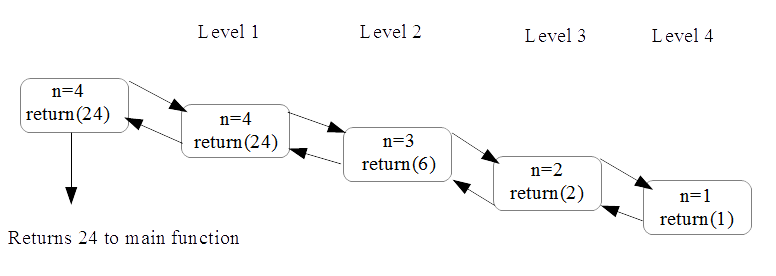 Level 1
Level 2
Level 3
Level 4
n=4
return(24)
n=4
return(24)
n=3
return(6)
n=2
return(2)
n=1
return(1)
Returns 24 to main function